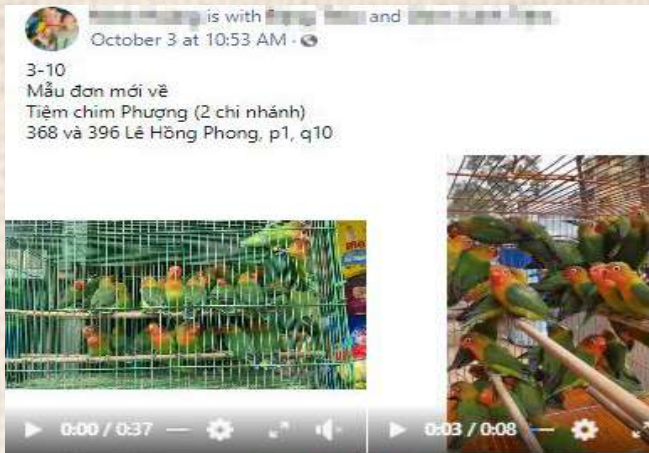 is with and
October 3 at 10:53 AM ·
3-10
Mẫu đơn mới về
Tiệm chim Phượng (2 chi nhánh)
368 và 396 Lê Hồng Phong, p1, q10
0:00 / 0:37
0:03 / 0:08